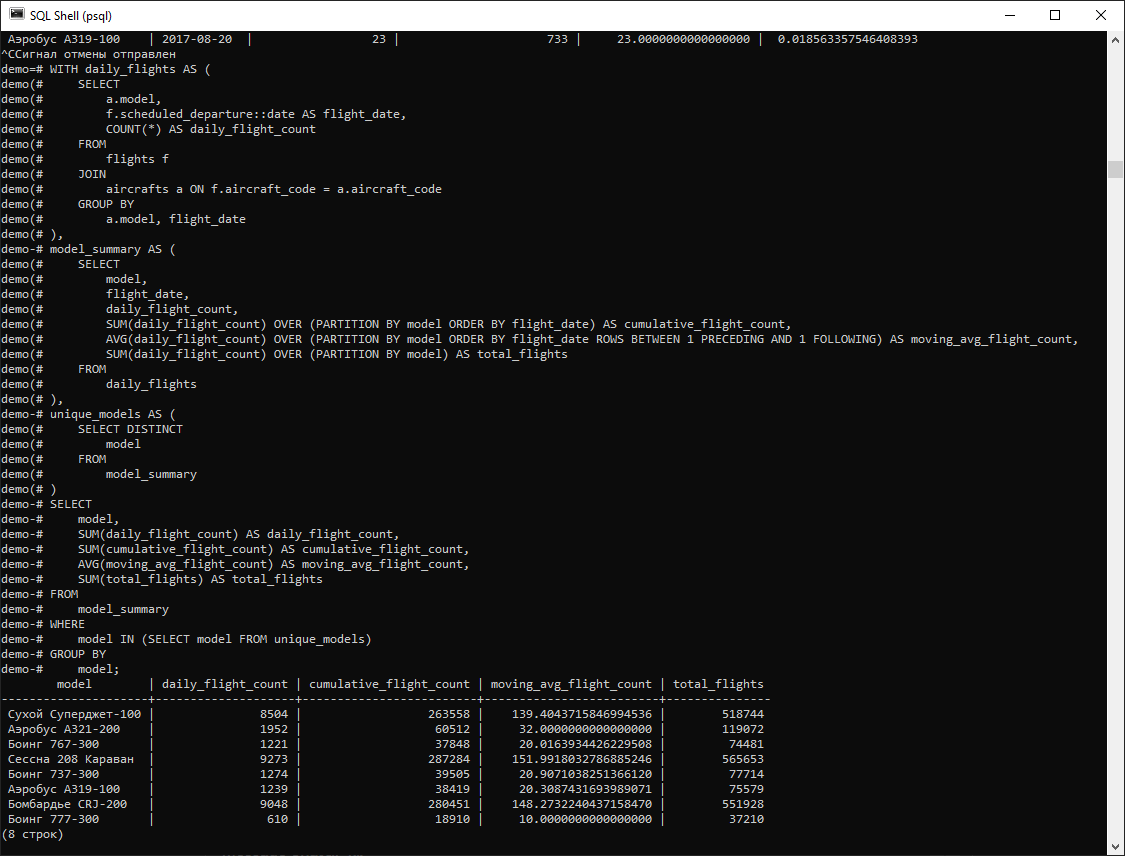 SQL Shell (psql)
 Аэробус A319-100    | 2017-08-20  |                 23 |                     733 |     23.0000000000000000 |  0.018563357546408393
^CСигнал отмены отправлен
demo=# WITH daily_flights AS (
demo(#     SELECT
demo(#         a.model,
demo(#         f.scheduled_departure::date AS flight_date,
demo(#         COUNT(*) AS daily_flight_count
demo(#     FROM
demo(#         flights f
demo(#     JOIN
demo(#         aircrafts a ON f.aircraft_code = a.aircraft_code
demo(#     GROUP BY
demo(#         a.model, flight_date
demo(# ),
demo-# model_summary AS (
demo(#     SELECT
demo(#         model,
demo(#         flight_date,
demo(#         daily_flight_count,
demo(#         SUM(daily_flight_count) OVER (PARTITION BY model ORDER BY flight_date) AS cumulative_flight_count,
demo(#         AVG(daily_flight_count) OVER (PARTITION BY model ORDER BY flight_date ROWS BETWEEN 1 PRECEDING AND 1 FOLLOWING) AS moving_avg_flight_count,
demo(#         SUM(daily_flight_count) OVER (PARTITION BY model) AS total_flights
demo(#     FROM
demo(#         daily_flights
demo(# ),
demo-# unique_models AS (
demo(#     SELECT DISTINCT
demo(#         model
demo(#     FROM
demo(#         model_summary
demo(# )
demo-# SELECT
demo-#     model,
demo-#     SUM(daily_flight_count) AS daily_flight_count,
demo-#     SUM(cumulative_flight_count) AS cumulative_flight_count,
demo-#     AVG(moving_avg_flight_count) AS moving_avg_flight_count,
demo-#     SUM(total_flights) AS total_flights
demo-# FROM
demo-#     model_summary
demo-# WHERE
demo-#     model IN (SELECT model FROM unique_models)
demo-# GROUP BY
demo-#     model;
        model        | daily_flight_count | cumulative_flight_count | moving_avg_flight_count | total_flights
---------------------+--------------------+-------------------------+-------------------------+---------------
 Сухой Суперджет-100 |               8504 |                  263558 |    139.4043715846994536 |        518744
 Аэробус A321-200    |               1952 |                   60512 |     32.0000000000000000 |        119072
 Боинг 767-300       |               1221 |                   37848 |     20.0163934426229508 |         74481
 Сессна 208 Караван  |               9273 |                  287284 |    151.9918032786885246 |        565653
 Боинг 737-300       |               1274 |                   39505 |     20.9071038251366120 |         77714
 Аэробус A319-100    |               1239 |                   38419 |     20.3087431693989071 |         75579
 Бомбардье CRJ-200   |               9048 |                  280451 |    148.2732240437158470 |        551928
 Боинг 777-300       |                610 |                   18910 |     10.0000000000000000 |         37210
(8 строк)